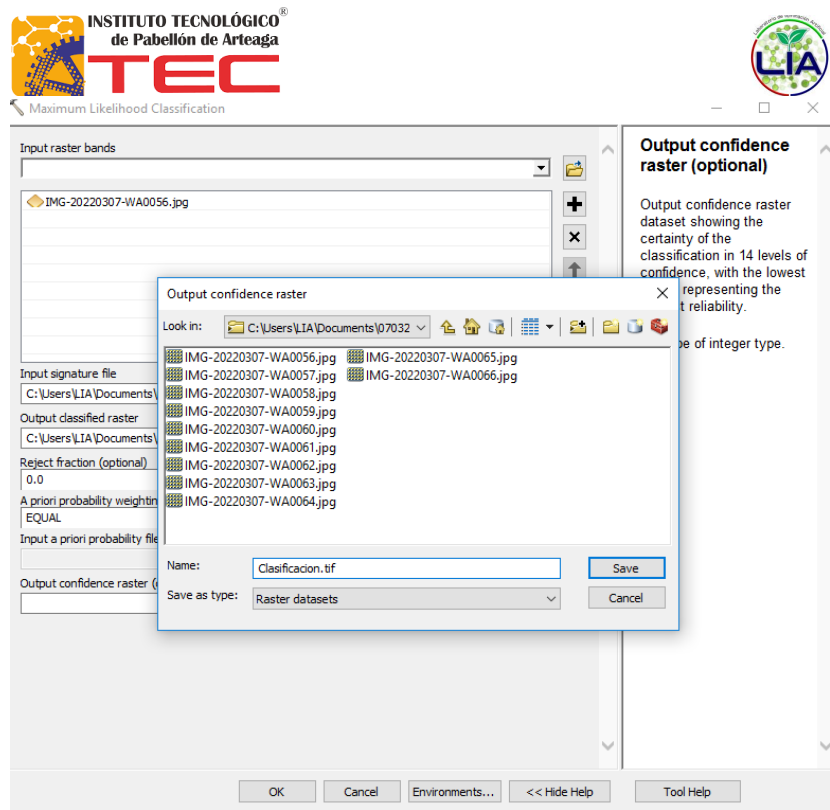 INSTITUTO TECNOLÓGICO®
de Pabellón de Arteaga
TEC
LIA
Maximum Likelihood Classification
Input raster bands
IMG-20220307-WA0056.jpg
Input signature file
C:\Users\LIA\Documents\
Output classified raster
C:\Users\LIA\Documents\
Reject fraction (optional)
0.0
A priori probability weightin
EQUAL
Input a priori probability file
Output confidence raster (
Output confidence raster
Look in:
C:\Users\LIA\Documents\07032
IMG-20220307-WA0056.jpg
IMG-20220307-WA0057.jpg
IMG-20220307-WA0058.jpg
IMG-20220307-WA0059.jpg
IMG-20220307-WA0060.jpg
IMG-20220307-WA0061.jpg
IMG-20220307-WA0062.jpg
IMG-20220307-WA0063.jpg
IMG-20220307-WA0064.jpg
IMG-20220307-WA0065.jpg
IMG-20220307-WA0066.jpg
Name:
Clasificacion.tif
Save
Save as type:
Raster datasets
Cancel
Output confidence
raster (optional)
Output confidence raster
dataset showing the
certainty of the
classification in 14 levels of
confidence, with the lowest
representing the
t reliability.
be of integer type.
OK
Cancel
Environments...
<< Hide Help
Tool Help